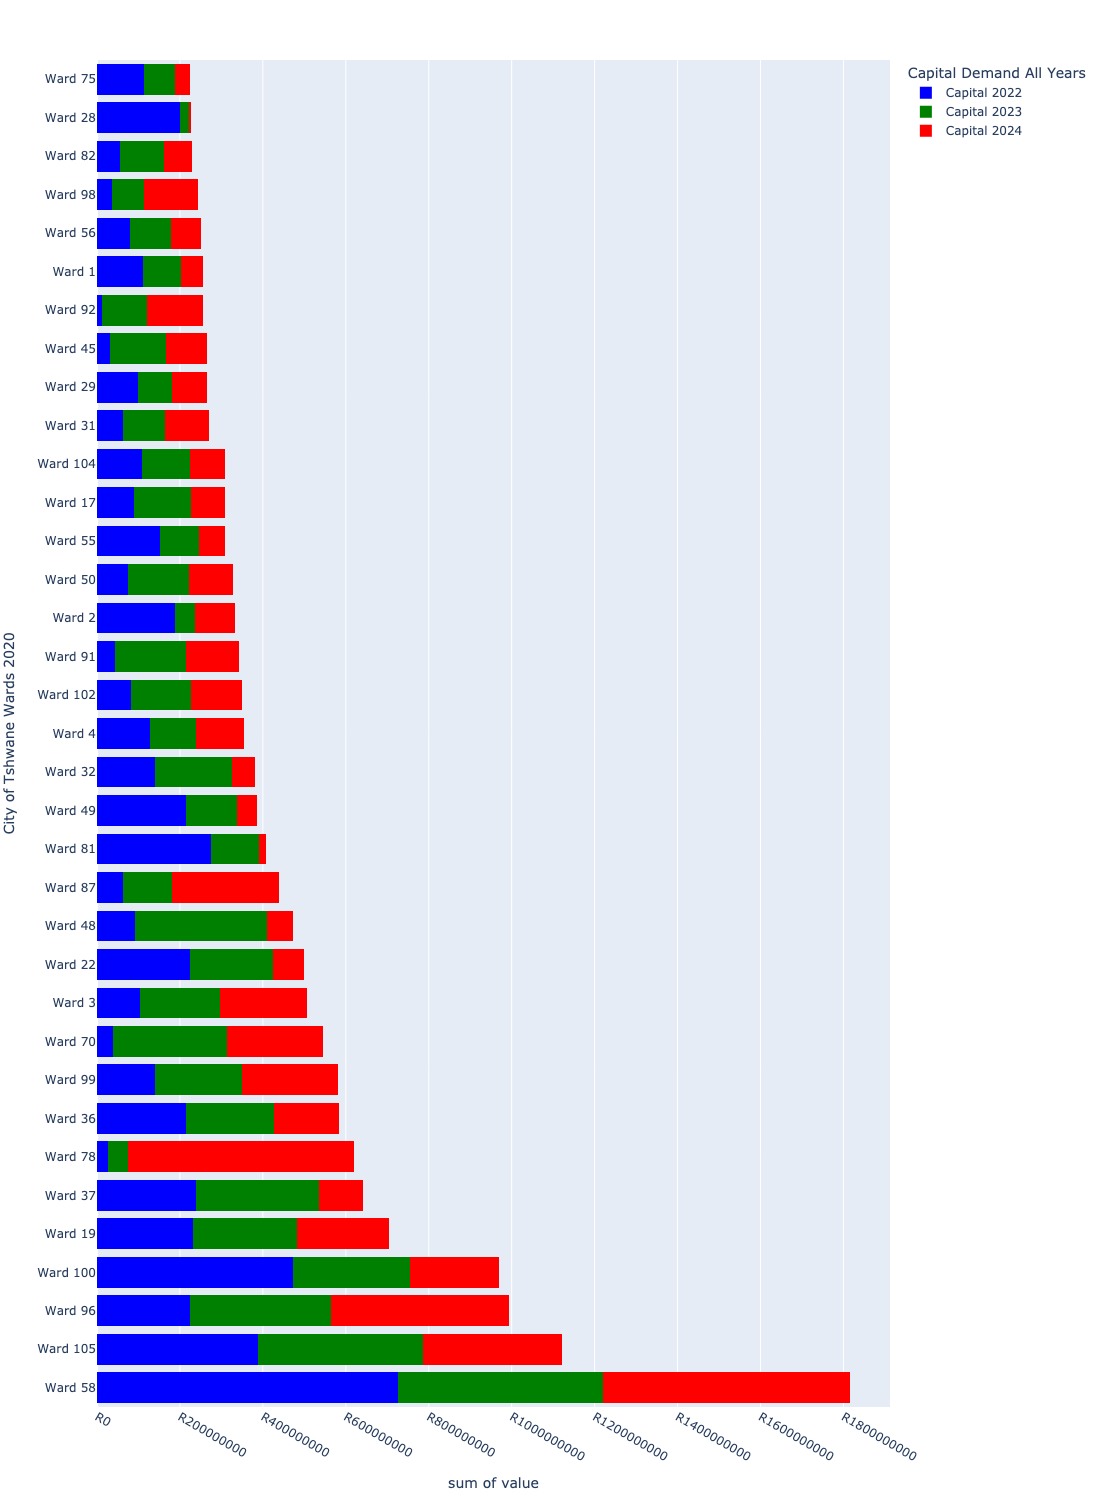 Capital Demand All Years
Capital 2022
Capital 2023
Capital 2024
City of Tshwane Wards 2020
Ward 75
Ward 28
Ward 82
Ward 98
Ward 56
Ward 1
Ward 92
Ward 45
Ward 29
Ward 31
Ward 104
Ward 17
Ward 55
Ward 50
Ward 2
Ward 91
Ward 102
Ward 4
Ward 32
Ward 49
Ward 81
Ward 87
Ward 48
Ward 22
Ward 3
Ward 70
Ward 99
Ward 36
Ward 78
Ward 37
Ward 19
Ward 100
Ward 96
Ward 105
Ward 58
R0
R200000000
R400000000
R600000000
R800000000
R1000000000
R1200000000
R1400000000
R1600000000
R1800000000
sum of value